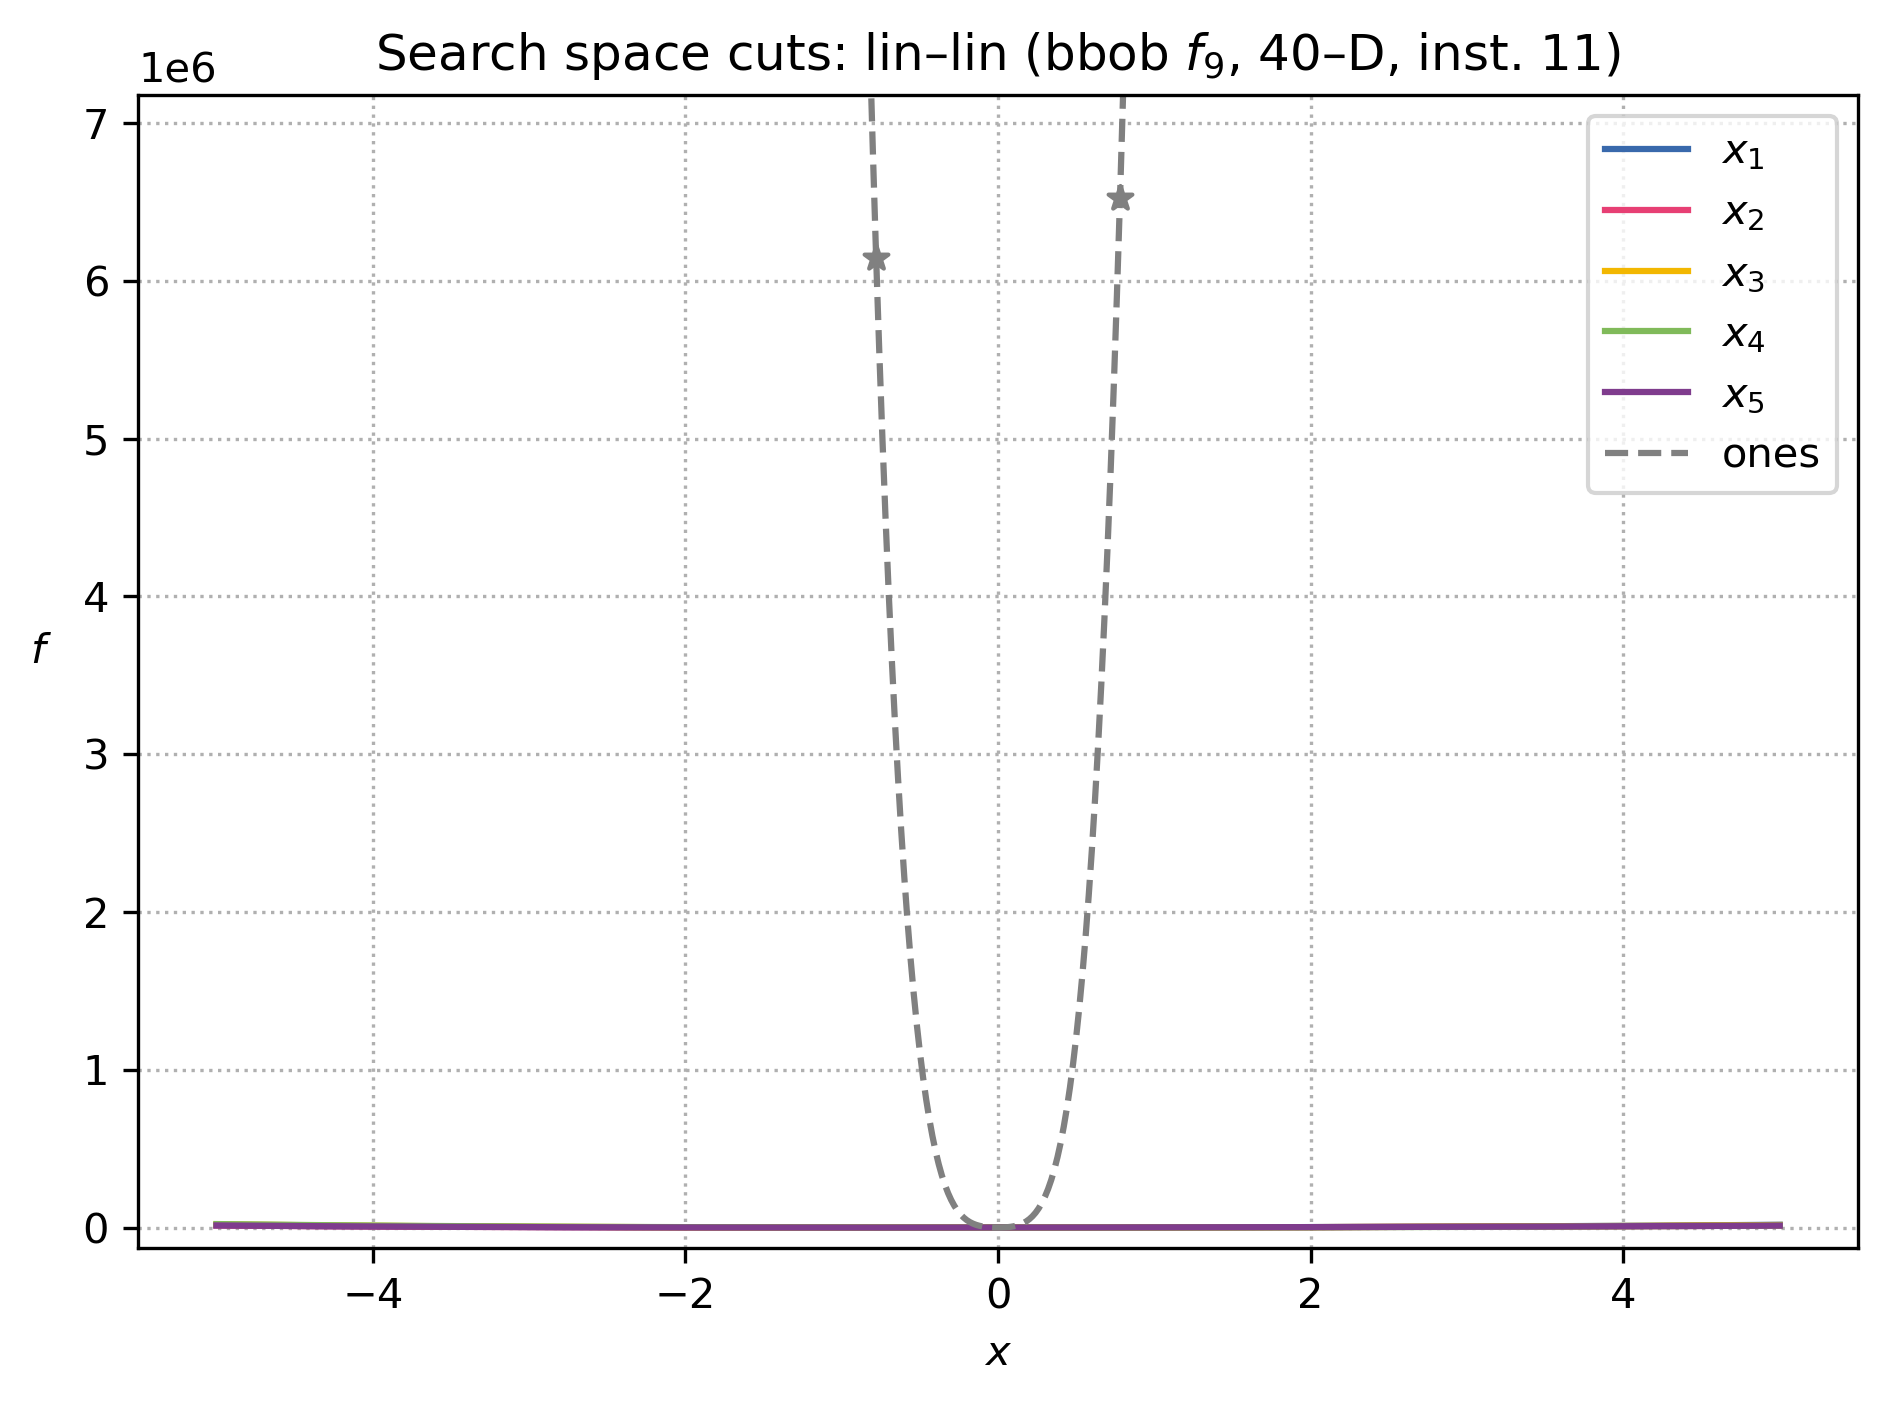 Search space cuts: lin–lin (bbob f₉, 40–D, inst. 11)
1e6
7
6
5
4
3
2
1
0
f
−4
−2
0
2
4
x
x₁
x₂
x₃
x₄
x₅
ones